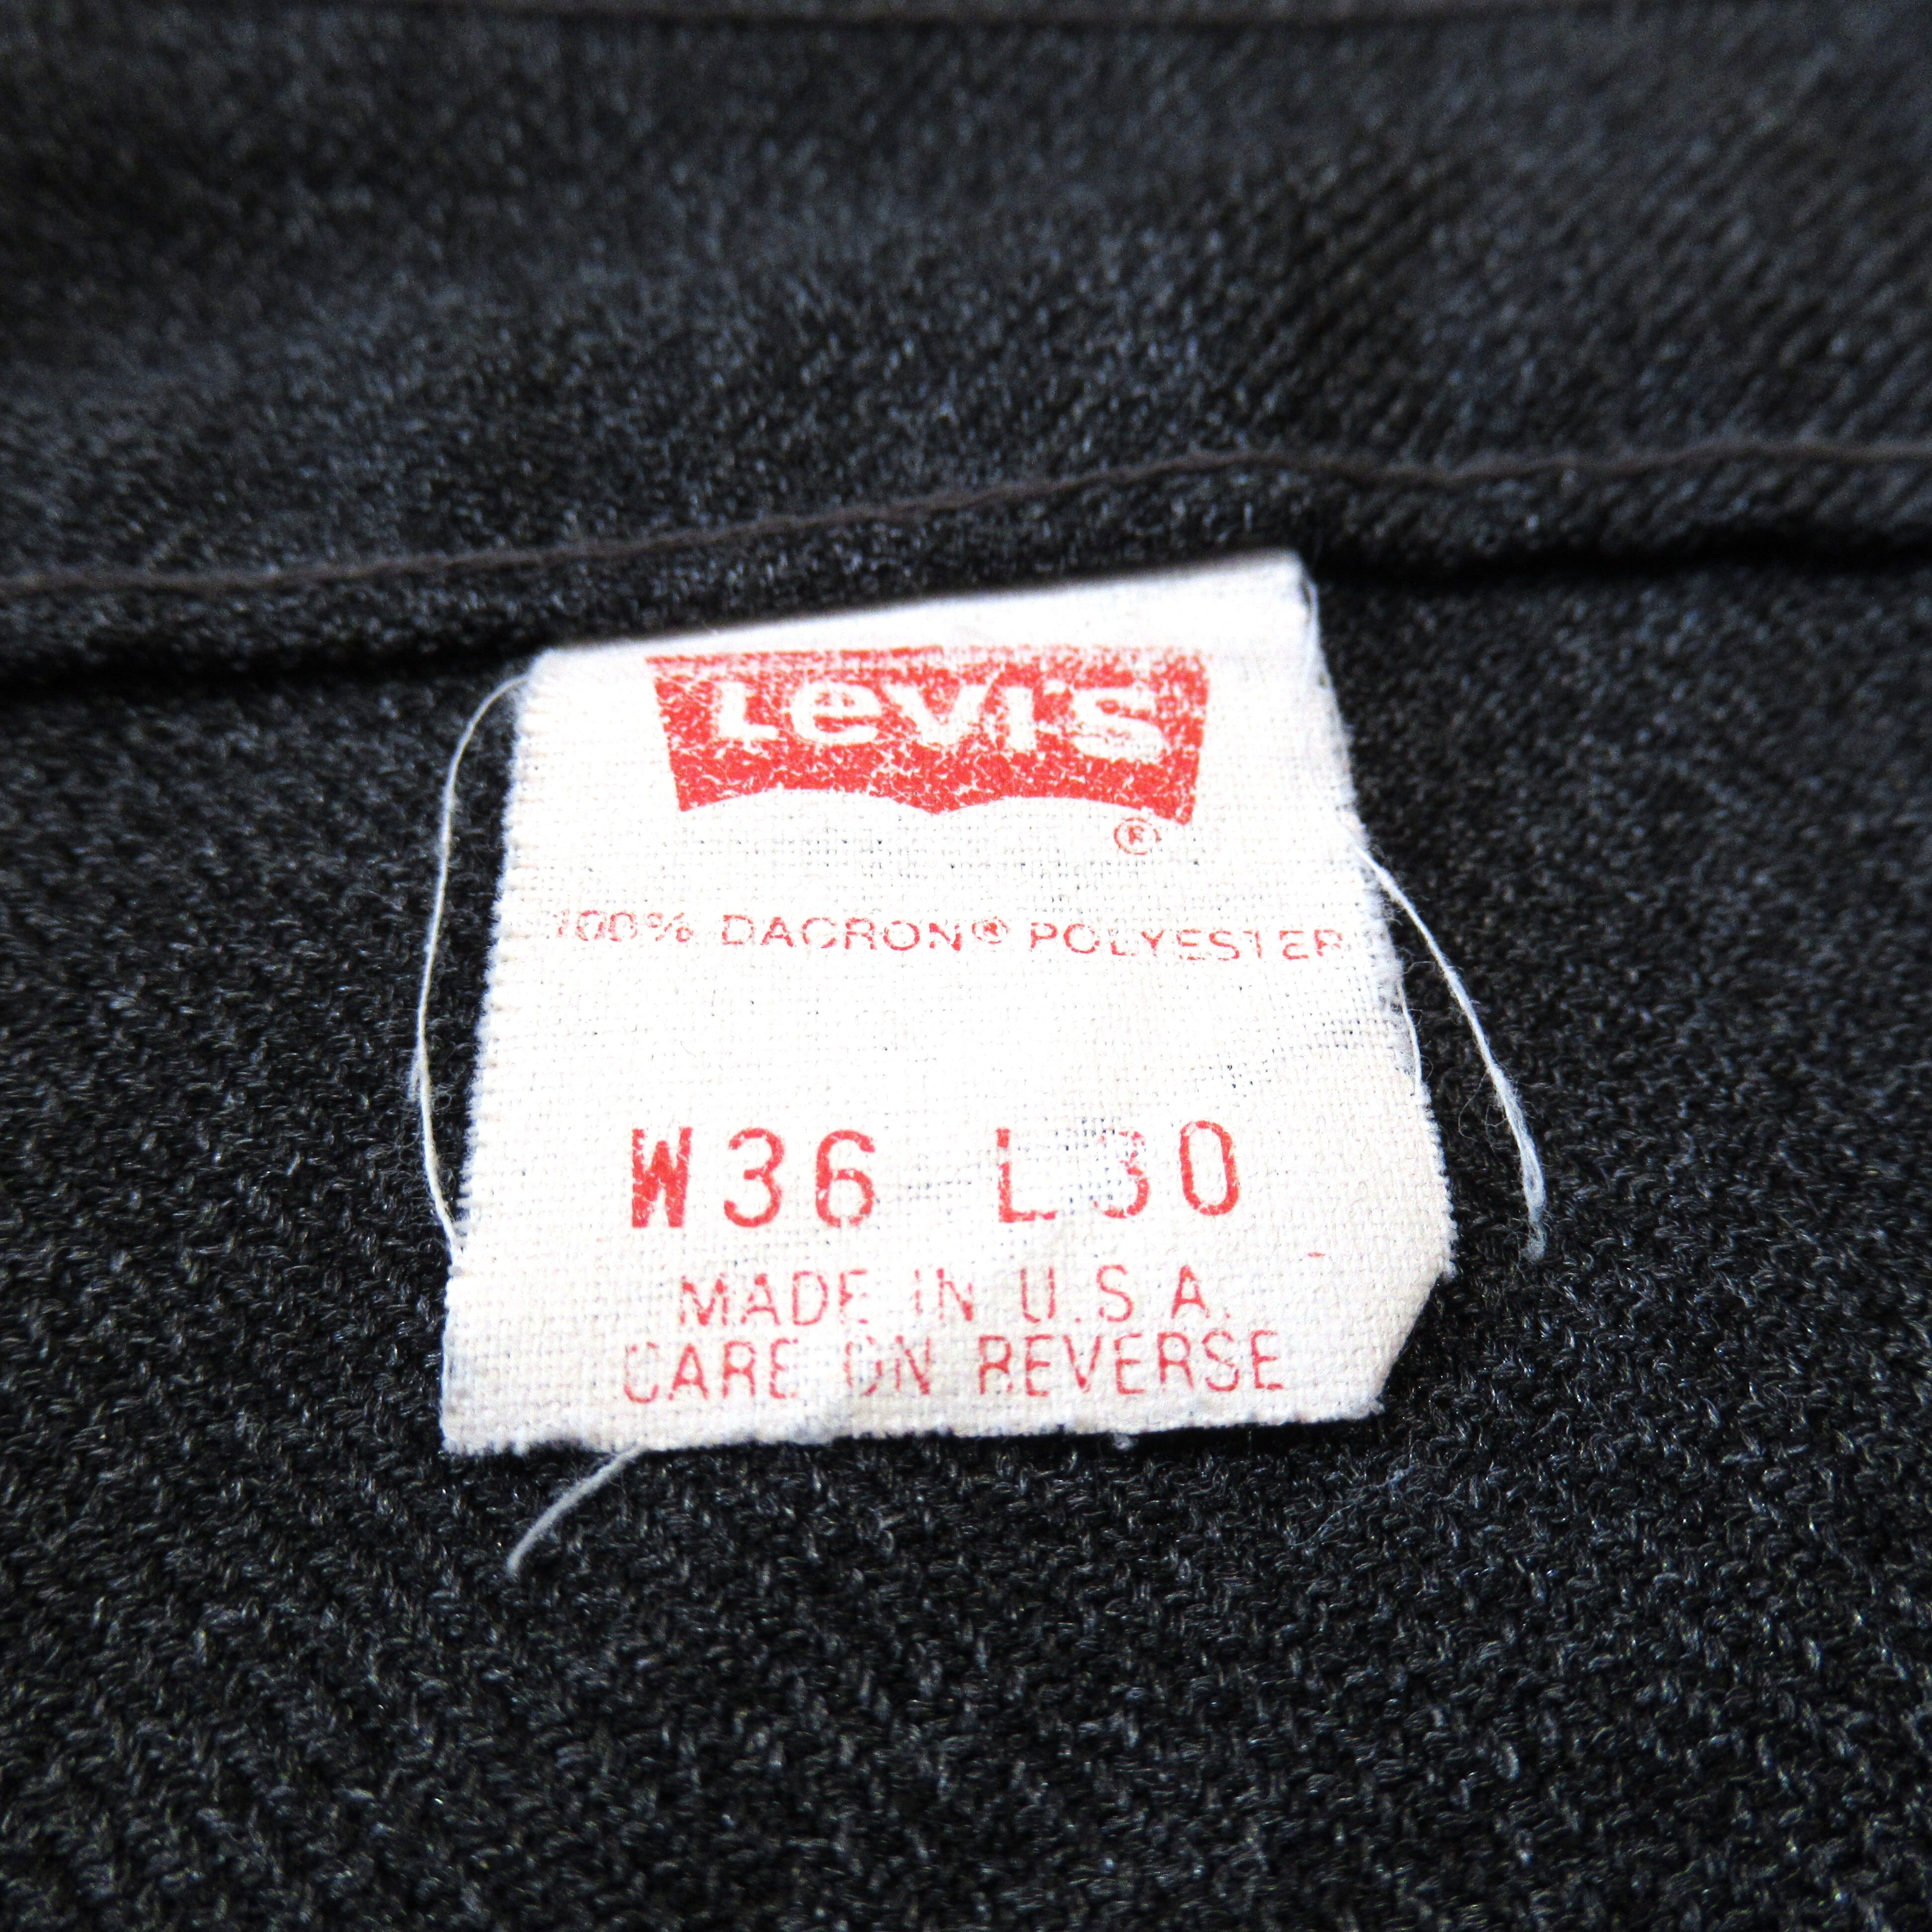 Levi's
®
100% DACRON® POLYESTER
W36 L30
MADE IN U.S.A.
CARE ON REVERSE